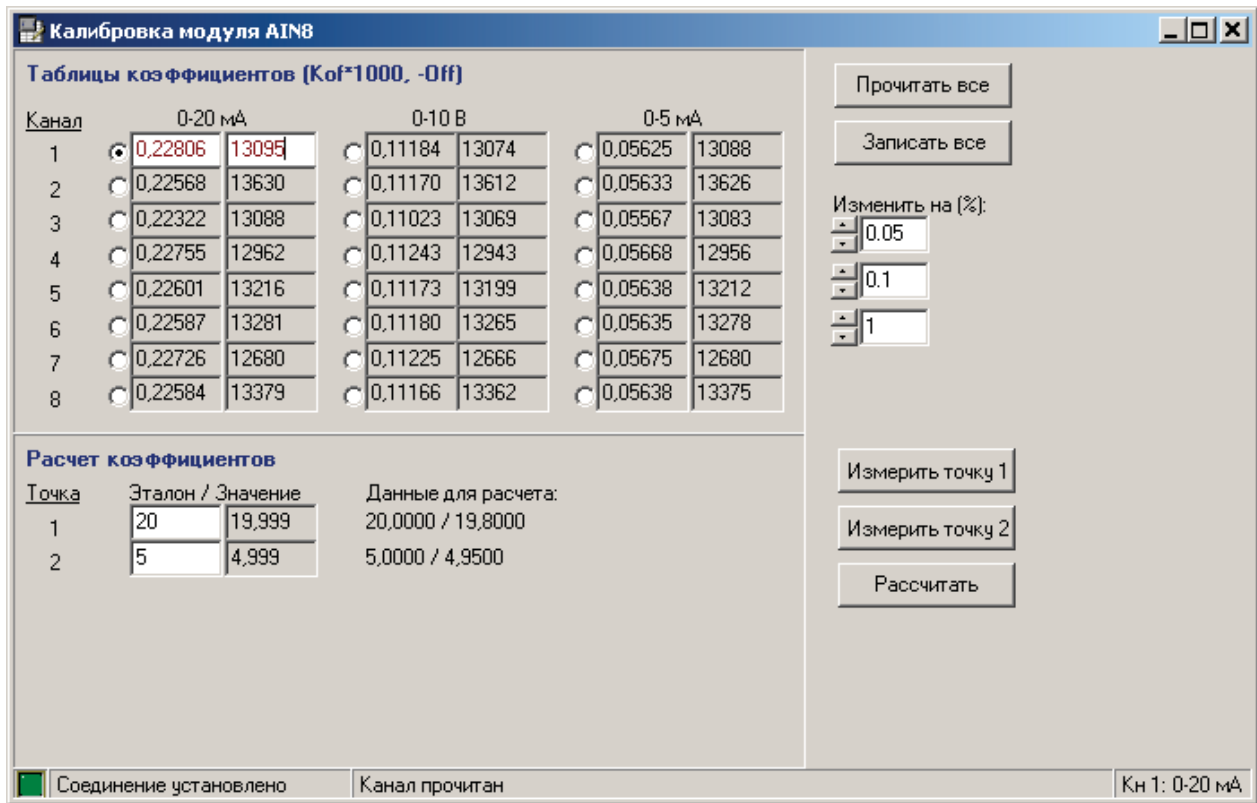 Калибровка модуля AIN8
Таблицы коэффициентов (Kof*1000, -Off)
Канал 0-20 мА 0-10 В 0-5 мА
1 0,22806 13095 0,11184 13074 0,05625 13088
2 0,22568 13630 0,11170 13612 0,05633 13626
3 0,22322 13088 0,11023 13069 0,05567 13083
4 0,22755 12962 0,11243 12943 0,05668 12956
5 0,22601 13216 0,11173 13199 0,05638 13212
6 0,22587 13281 0,11180 13265 0,05635 13278
7 0,22726 12680 0,11225 12666 0,05675 12680
8 0,22584 13379 0,11166 13362 0,05638 13375
Прочитать все
Записать все
Изменить на (%):
0.05
0.1
1
Расчет коэффициентов
Точка Эталон / Значение Данные для расчета:
1 20 19,999 20,0000 / 19,8000
2 5 4,999 5,0000 / 4,9500
Измерить точку 1
Измерить точку 2
Рассчитать
Соединение установлено Канал прочитан Кн 1: 0-20 мА